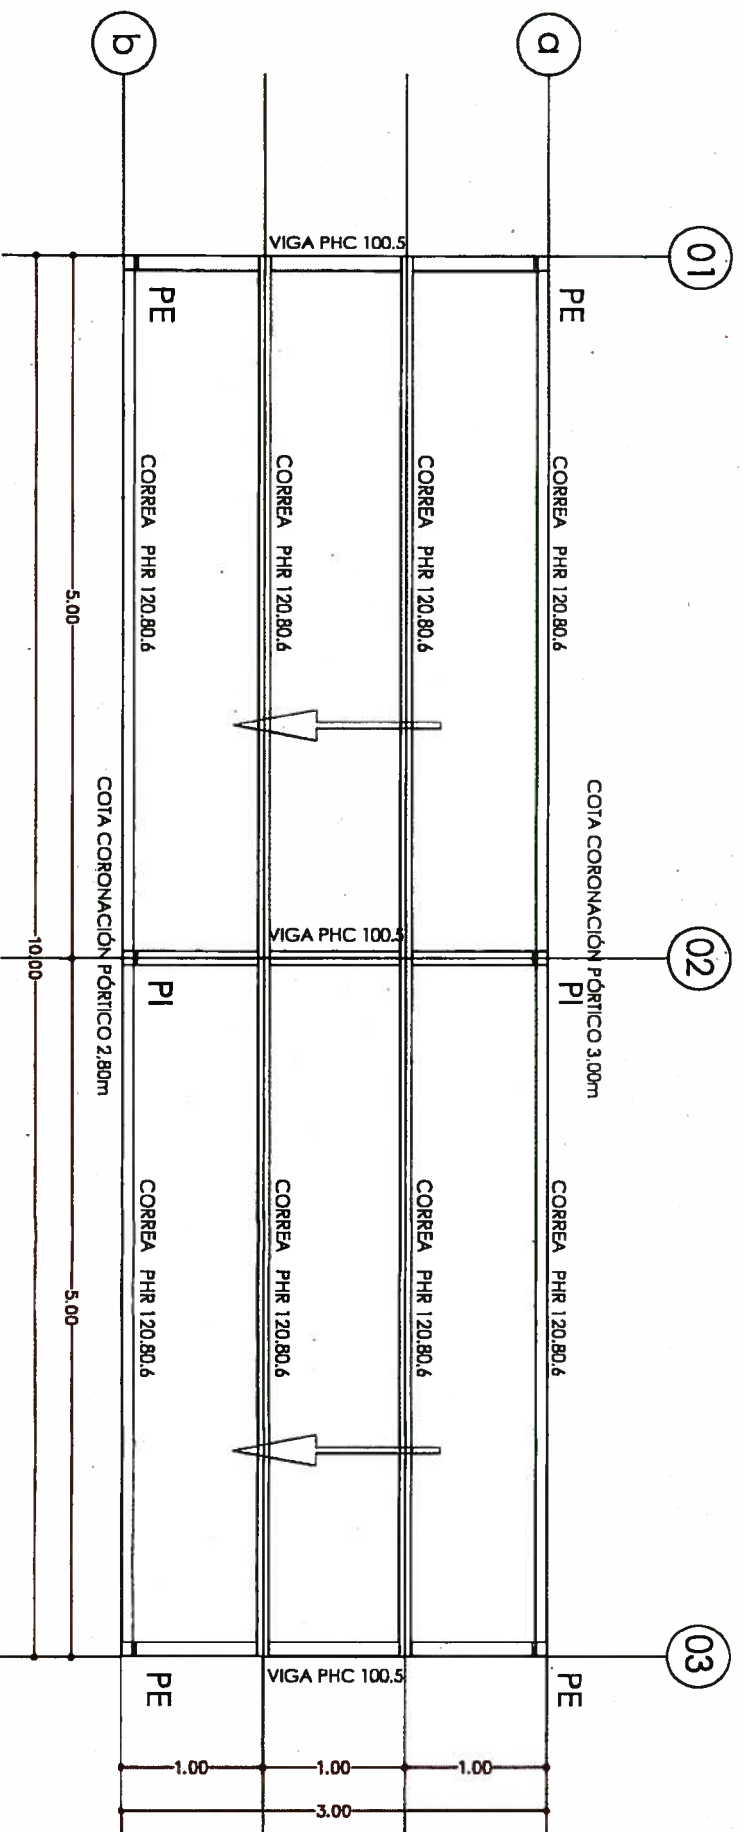 01
02
03
a
b
COTA CORONACIÓN PÓRTICO 3,00m
PE
PI
PE
CORREA PHR 120.80.6
CORREA PHR 120.80.6
CORREA PHR 120.80.6
CORREA PHR 120.80.6
CORREA PHR 120.80.6
CORREA PHR 120.80.6
CORREA PHR 120.80.6
CORREA PHR 120.80.6
VIGA PHC 100.5
VIGA PHC 100.5
VIGA PHC 100.5
PE
PI
PE
COTA CORONACIÓN PÓRTICO 2,80m
5.00
5.00
10.00
1.00
1.00
1.00
3.00